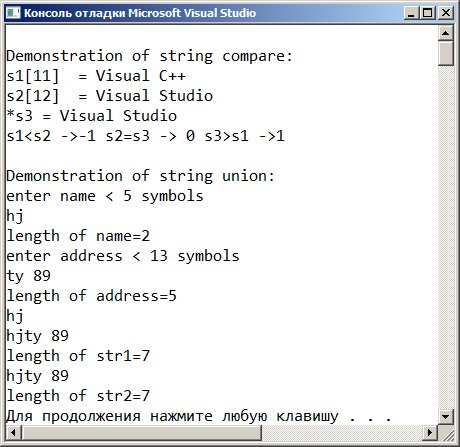 Консоль отладки Microsoft Visual Studio
Demonstration of string compare:
s1[11]  = Visual C++
s2[12]  = Visual Studio
*s3 = Visual Studio
s1<s2 ->-1 s2=s3 -> 0 s3>s1 ->1
Demonstration of string union:
enter name < 5 symbols
hj
length of name=2
enter address < 13 symbols
ty 89
length of address=5
hj
hjty 89
length of str1=7
hjty 89
length of str2=7
Для продолжения нажмите любую клавишу . . .